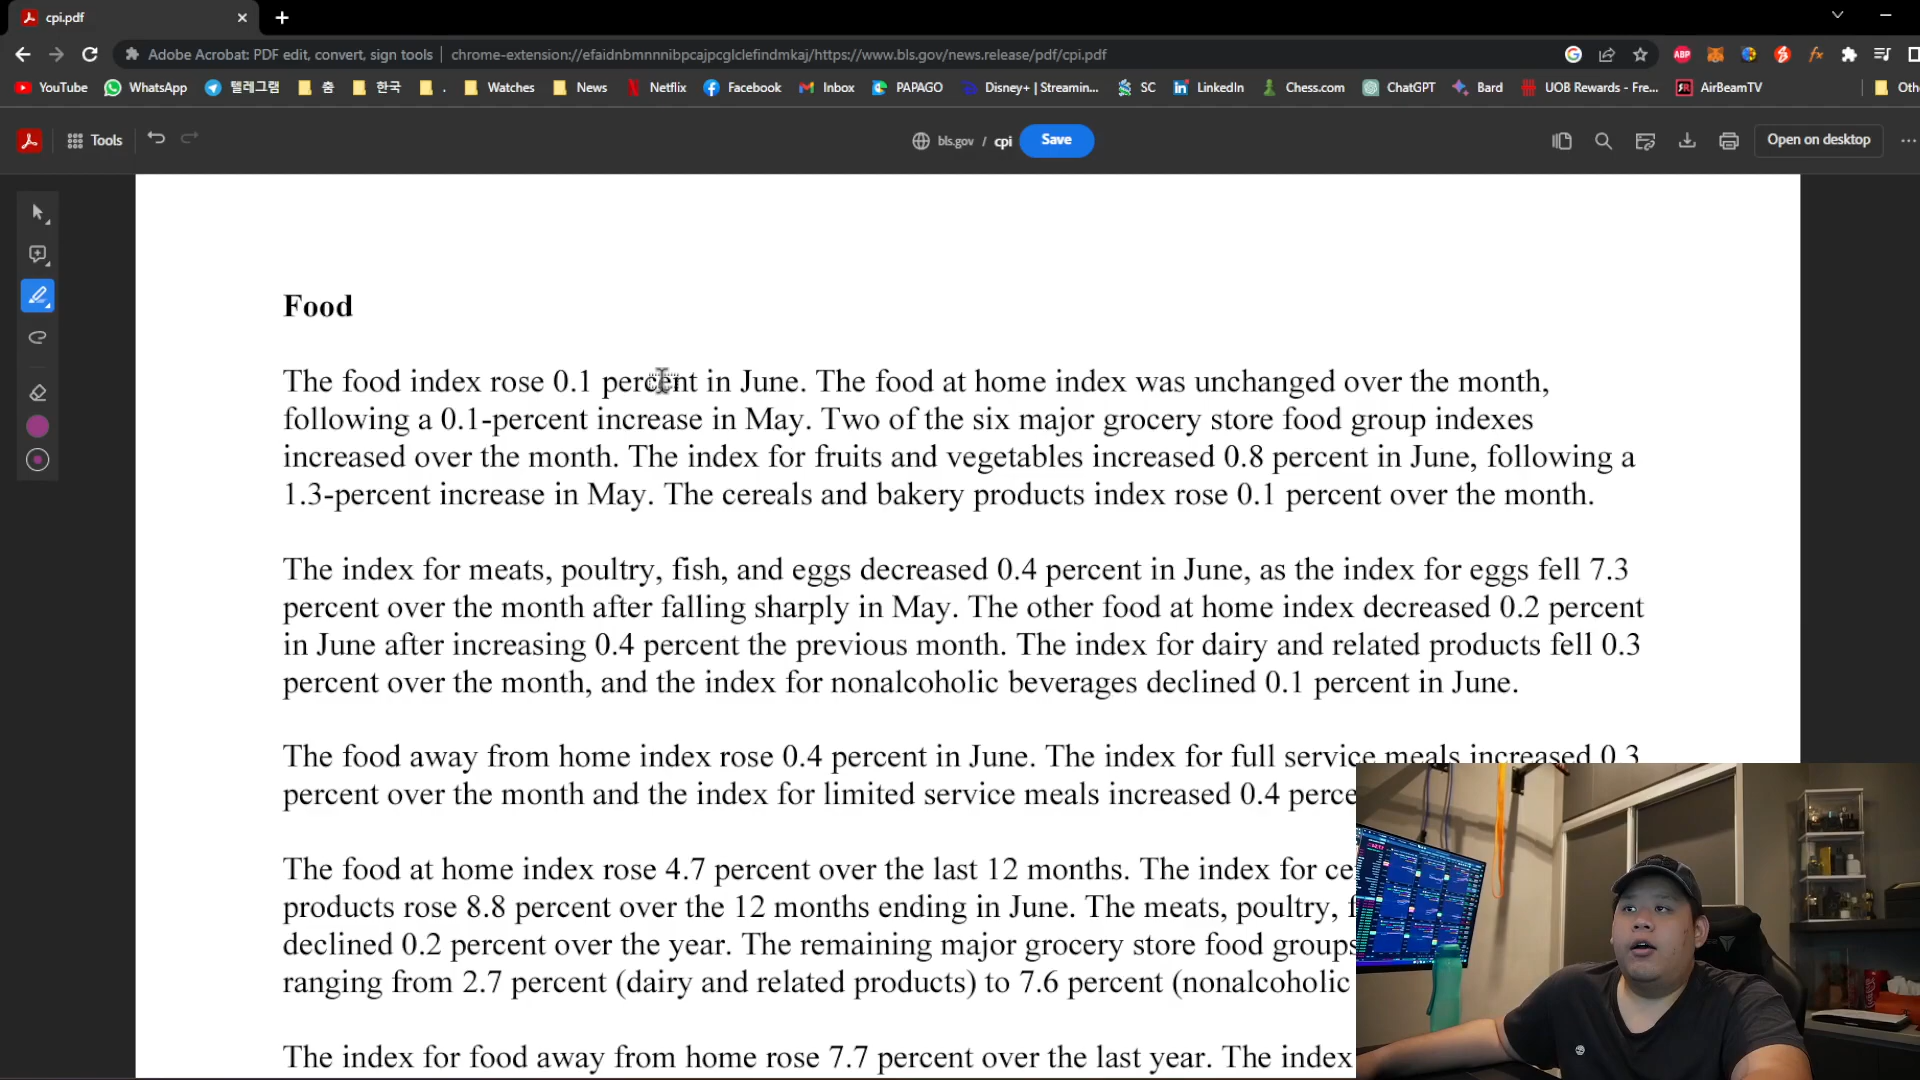 cpi.pdf
Adobe Acrobat: PDF edit, convert, sign tools | chrome-extension://efaidnbmnnnibpcajpcglclefindmkaj/https://www.bls.gov/news.release/pdf/cpi.pdf
YouTube WhatsApp 텔레그램 춤 한국 . Watches News Netflix Facebook Inbox PAPAGO Disney+ | Streamin... SC LinkedIn Chess.com ChatGPT Bard UOB Rewards - Fre... AirBeamTV Oth
Tools bls.gov / cpi Save Open on desktop
Food
The food index rose 0.1 percent in June. The food at home index was unchanged over the month,
following a 0.1-percent increase in May. Two of the six major grocery store food group indexes
increased over the month. The index for fruits and vegetables increased 0.8 percent in June, following a
1.3-percent increase in May. The cereals and bakery products index rose 0.1 percent over the month.
The index for meats, poultry, fish, and eggs decreased 0.4 percent in June, as the index for eggs fell 7.3
percent over the month after falling sharply in May. The other food at home index decreased 0.2 percent
in June after increasing 0.4 percent the previous month. The index for dairy and related products fell 0.3
percent over the month, and the index for nonalcoholic beverages declined 0.1 percent in June.
The food away from home index rose 0.4 percent in June. The index for full service meals increased 0.3
percent over the month and the index for limited service meals increased 0.4 perce
The food at home index rose 4.7 percent over the last 12 months. The index for ce
products rose 8.8 percent over the 12 months ending in June. The meats, poultry, f
declined 0.2 percent over the year. The remaining major grocery store food groups
ranging from 2.7 percent (dairy and related products) to 7.6 percent (nonalcoholic
The index for food away from home rose 7.7 percent over the last year. The index